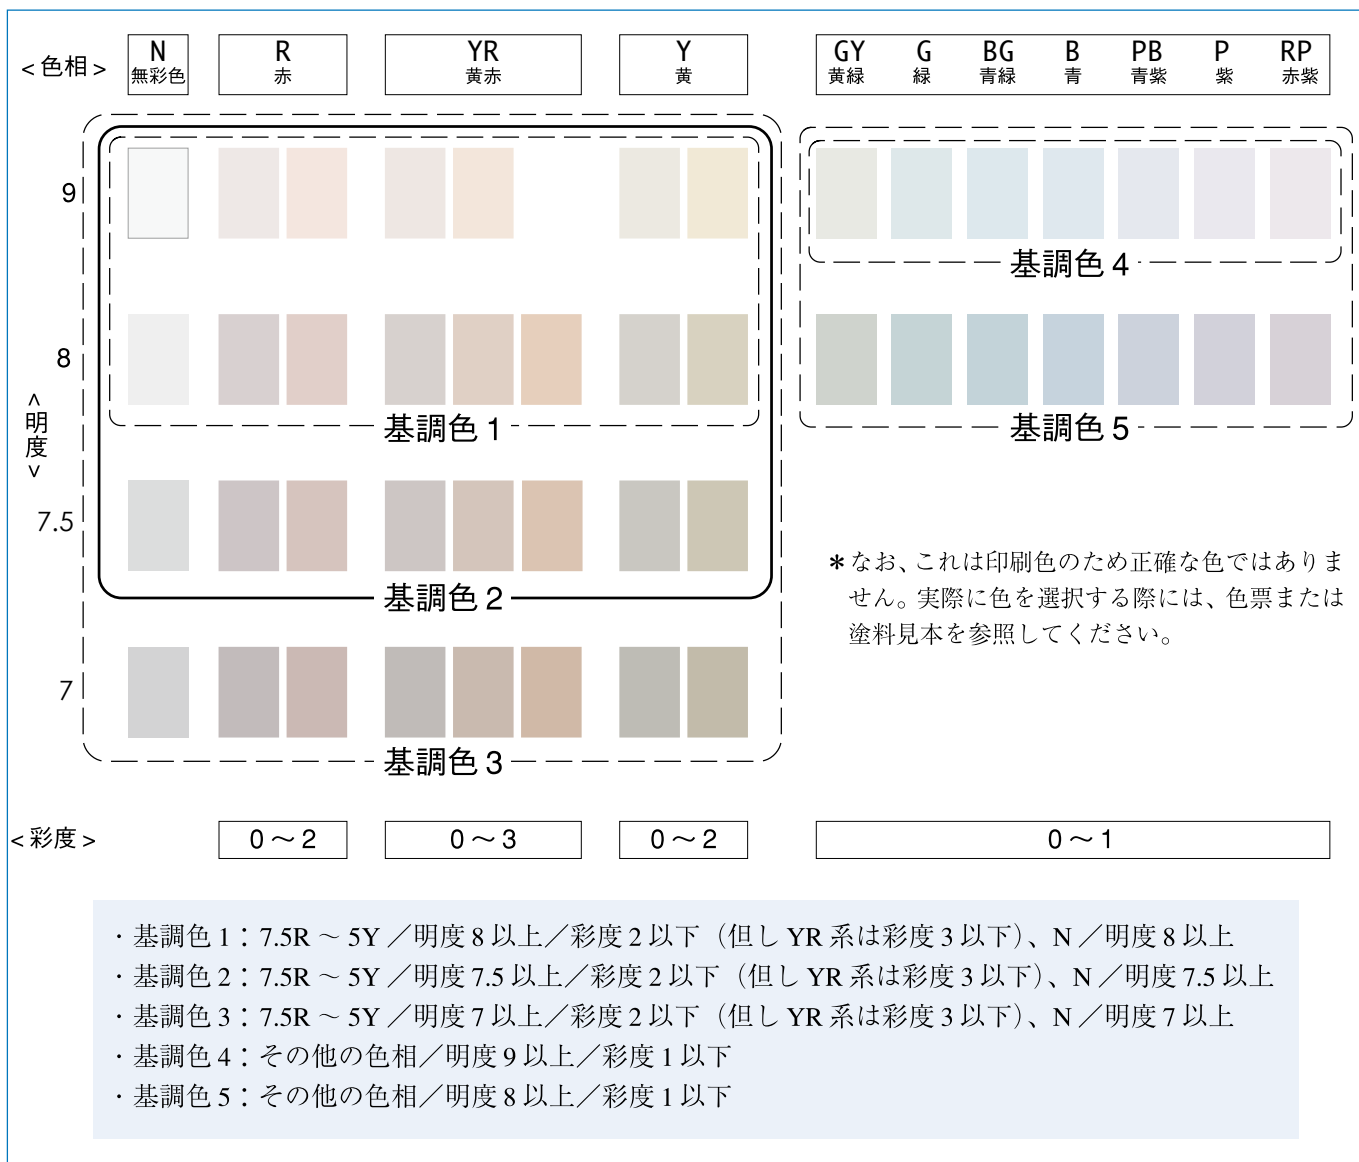 <色相>
N
無彩色
R
赤
YR
黄赤
Y
黄
GY
黄緑
G
緑
BG
青緑
B
青
PB
青紫
P
紫
RP
赤紫
9
基調色 4
8
<明度>
基調色 1
基調色 5
7.5
基調色 2
*なお、これは印刷色のため正確な色ではありま
せん。実際に色を選択する際には、色票または
塗料見本を参照してください。
7
基調色 3
<彩度>
0～2
0～3
0～2
0～1
・基調色 1：7.5R ～ 5Y ／明度 8 以上／彩度 2 以下（但し YR 系は彩度 3 以下）、N ／明度 8 以上
・基調色 2：7.5R ～ 5Y ／明度 7.5 以上／彩度 2 以下（但し YR 系は彩度 3 以下）、N ／明度 7.5 以上
・基調色 3：7.5R ～ 5Y ／明度 7 以上／彩度 2 以下（但し YR 系は彩度 3 以下）、N ／明度 7 以上
・基調色 4：その他の色相／明度 9 以上／彩度 1 以下
・基調色 5：その他の色相／明度 8 以上／彩度 1 以下